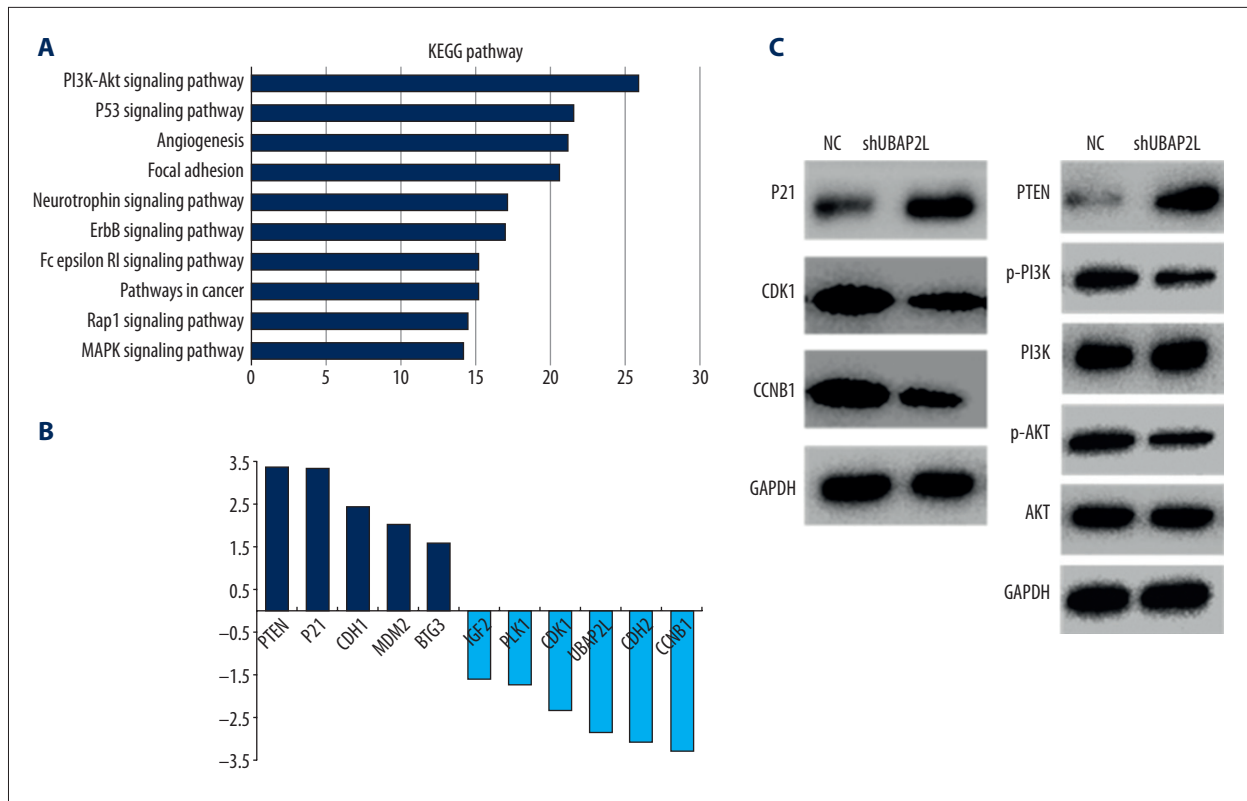 A
KEGG pathway
PI3K-Akt signaling pathway
P53 signaling pathway
Angiogenesis
Focal adhesion
Neurotrophin signaling pathway
ErbB signaling pathway
Fc epsilon RI signaling pathway
Pathways in cancer
Rap1 signaling pathway
MAPK signaling pathway
0 5 10 15 20 25 30
B
3.5
2.5
1.5
0.5
−0.5
−1.5
−2.5
−3.5
PTEN P21 CDH1 MDM2 BTG3 IGF2 PLK1 CDK1 UBAP2L CDH2 CCNB1
C
NC shUBAP2L
P21
CDK1
CCNB1
GAPDH
NC shUBAP2L
PTEN
p-PI3K
PI3K
p-AKT
AKT
GAPDH